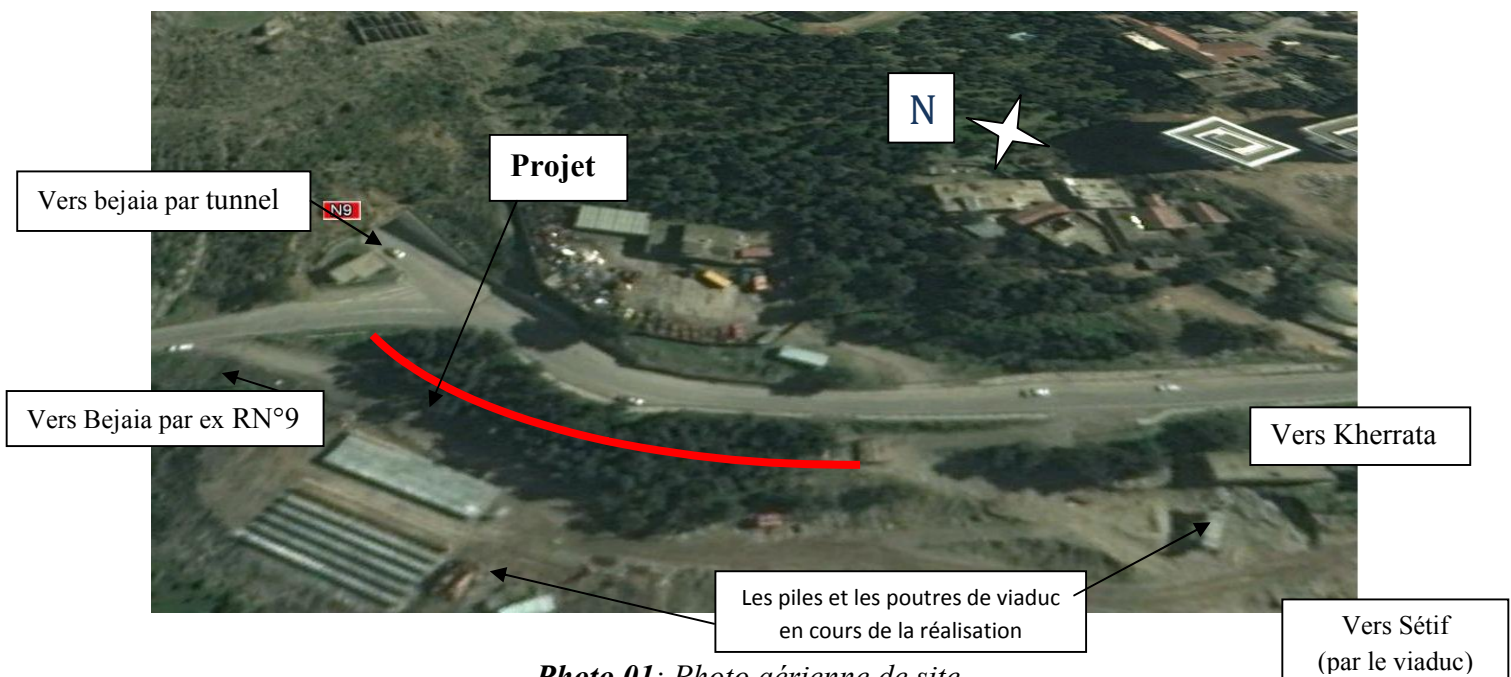 N
Projet
Vers bejaia par tunnel
N9
Vers Bejaia par ex RN°9
Vers Kherrata
Les piles et les poutres de viaduc
en cours de la réalisation
Vers Sétif
(par le viaduc)
Photo 01: Photo aérienne de site